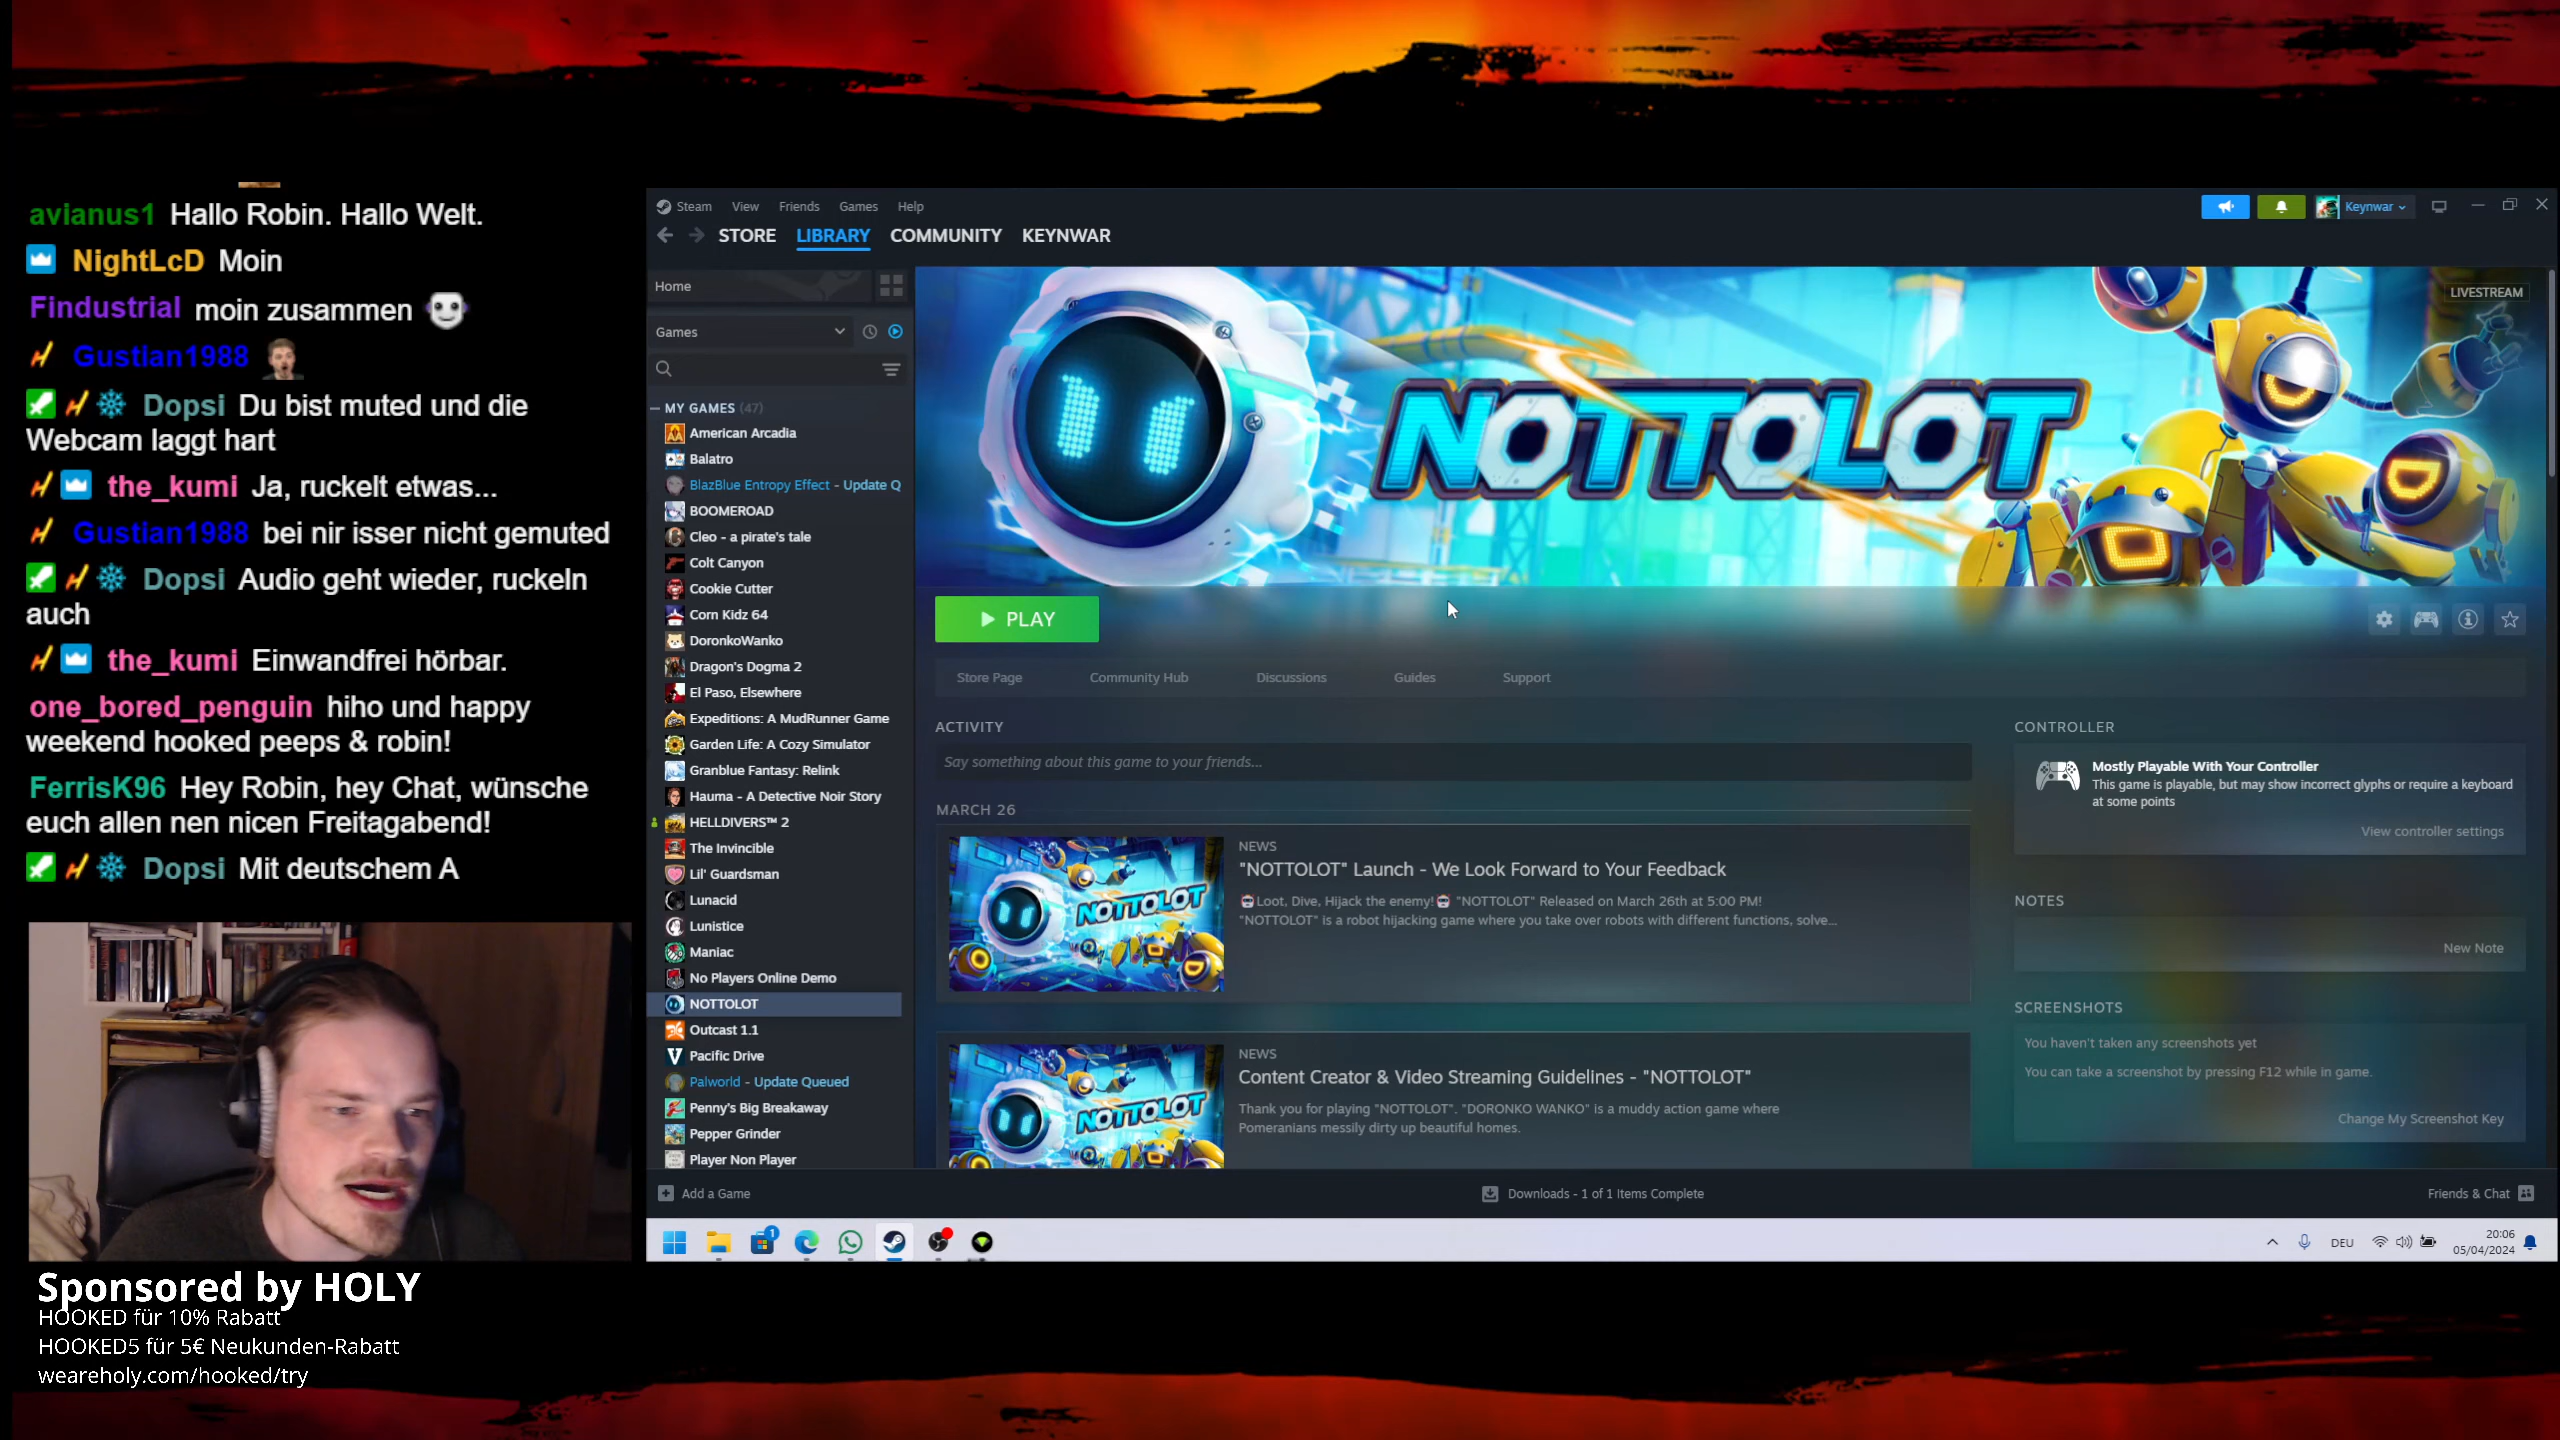 avianus1 Hallo Robin. Hallo Welt.
NightLcD Moin
Findustrial moin zusammen
Gustian1988
Dopsi Du bist muted und die
Webcam laggt hart
the_kumi Ja, ruckelt etwas...
Gustian1988 bei nir isser nicht gemuted
Dopsi Audio geht wieder, ruckeln
auch
the_kumi Einwandfrei hörbar.
one_bored_penguin hiho und happy
weekend hooked peeps & robin!
FerrisK96 Hey Robin, hey Chat, wünsche
euch allen nen nicen Freitagabend!
Dopsi Mit deutschem A
Sponsored by HOLY
HOOKED für 10% Rabatt
HOOKED5 für 5€ Neukunden-Rabatt
weareholy.com/hooked/try
Steam View Friends Games Help
Keynwar
STORE LIBRARY COMMUNITY KEYNWAR
Home
Games
MY GAMES (47)
American Arcadia
Balatro
BlazBlue Entropy Effect - Update Q
BOOMEROAD
Cleo - a pirate's tale
Colt Canyon
Cookie Cutter
Corn Kidz 64
DoronkoWanko
Dragon's Dogma 2
El Paso, Elsewhere
Expeditions: A MudRunner Game
Garden Life: A Cozy Simulator
Granblue Fantasy: Relink
Hauma - A Detective Noir Story
HELLDIVERS™ 2
The Invincible
Lil' Guardsman
Lunacid
Lunistice
Maniac
No Players Online Demo
NOTTOLOT
Outcast 1.1
Pacific Drive
Palworld - Update Queued
Penny's Big Breakaway
Pepper Grinder
Player Non Player
LIVESTREAM
NOTTOLOT
PLAY
Store Page Community Hub Discussions Guides Support
ACTIVITY
Say something about this game to your friends...
MARCH 26
NOTTOLOT
NEWS
"NOTTOLOT" Launch - We Look Forward to Your Feedback
Loot, Dive, Hijack the enemy! "NOTTOLOT" Released on March 26th at 5:00 PM!
"NOTTOLOT" is a robot hijacking game where you take over robots with different functions, solve...
NOTTOLOT
NEWS
Content Creator & Video Streaming Guidelines - "NOTTOLOT"
Thank you for playing "NOTTOLOT". "DORONKO WANKO" is a muddy action game where
Pomeranians messily dirty up beautiful homes.
CONTROLLER
Mostly Playable With Your Controller
This game is playable, but may show incorrect glyphs or require a keyboard
at some points
View controller settings
NOTES
New Note
SCREENSHOTS
You haven't taken any screenshots yet
You can take a screenshot by pressing F12 while in game.
Change My Screenshot Key
Add a Game
Downloads - 1 of 1 Items Complete
Friends & Chat
1
DEU
20:06
05/04/2024